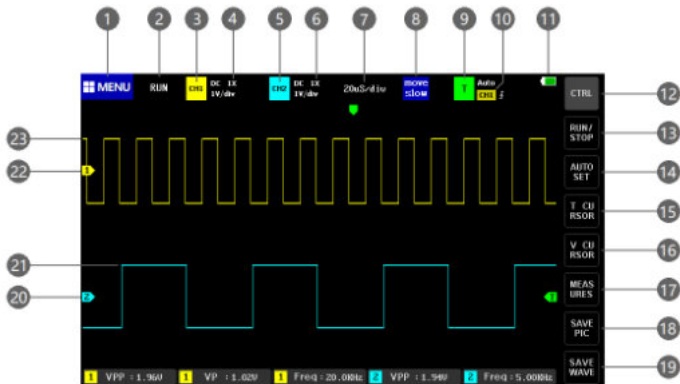 1 2 3 4 5 6 7 8 9 10 11
MENU RUN CH1 DC 1X CH2 DC 1X 20uS/div move T Auto CTRL 12
1V/div 1V/div slow CH1
RUN/ 13
STOP
23
22 1
AUTO 14
SET
T CU 15
RSOR
V CU 16
RSOR
21
20 2 T
MEAS 17
URES
SAVE 18
PIC
SAVE 19
WAVE
1 VPP :1.96V 1 VP :1.02V 1 Freq:20.0KHz 2 VPP :1.94V 2 Freq:5.00KHz